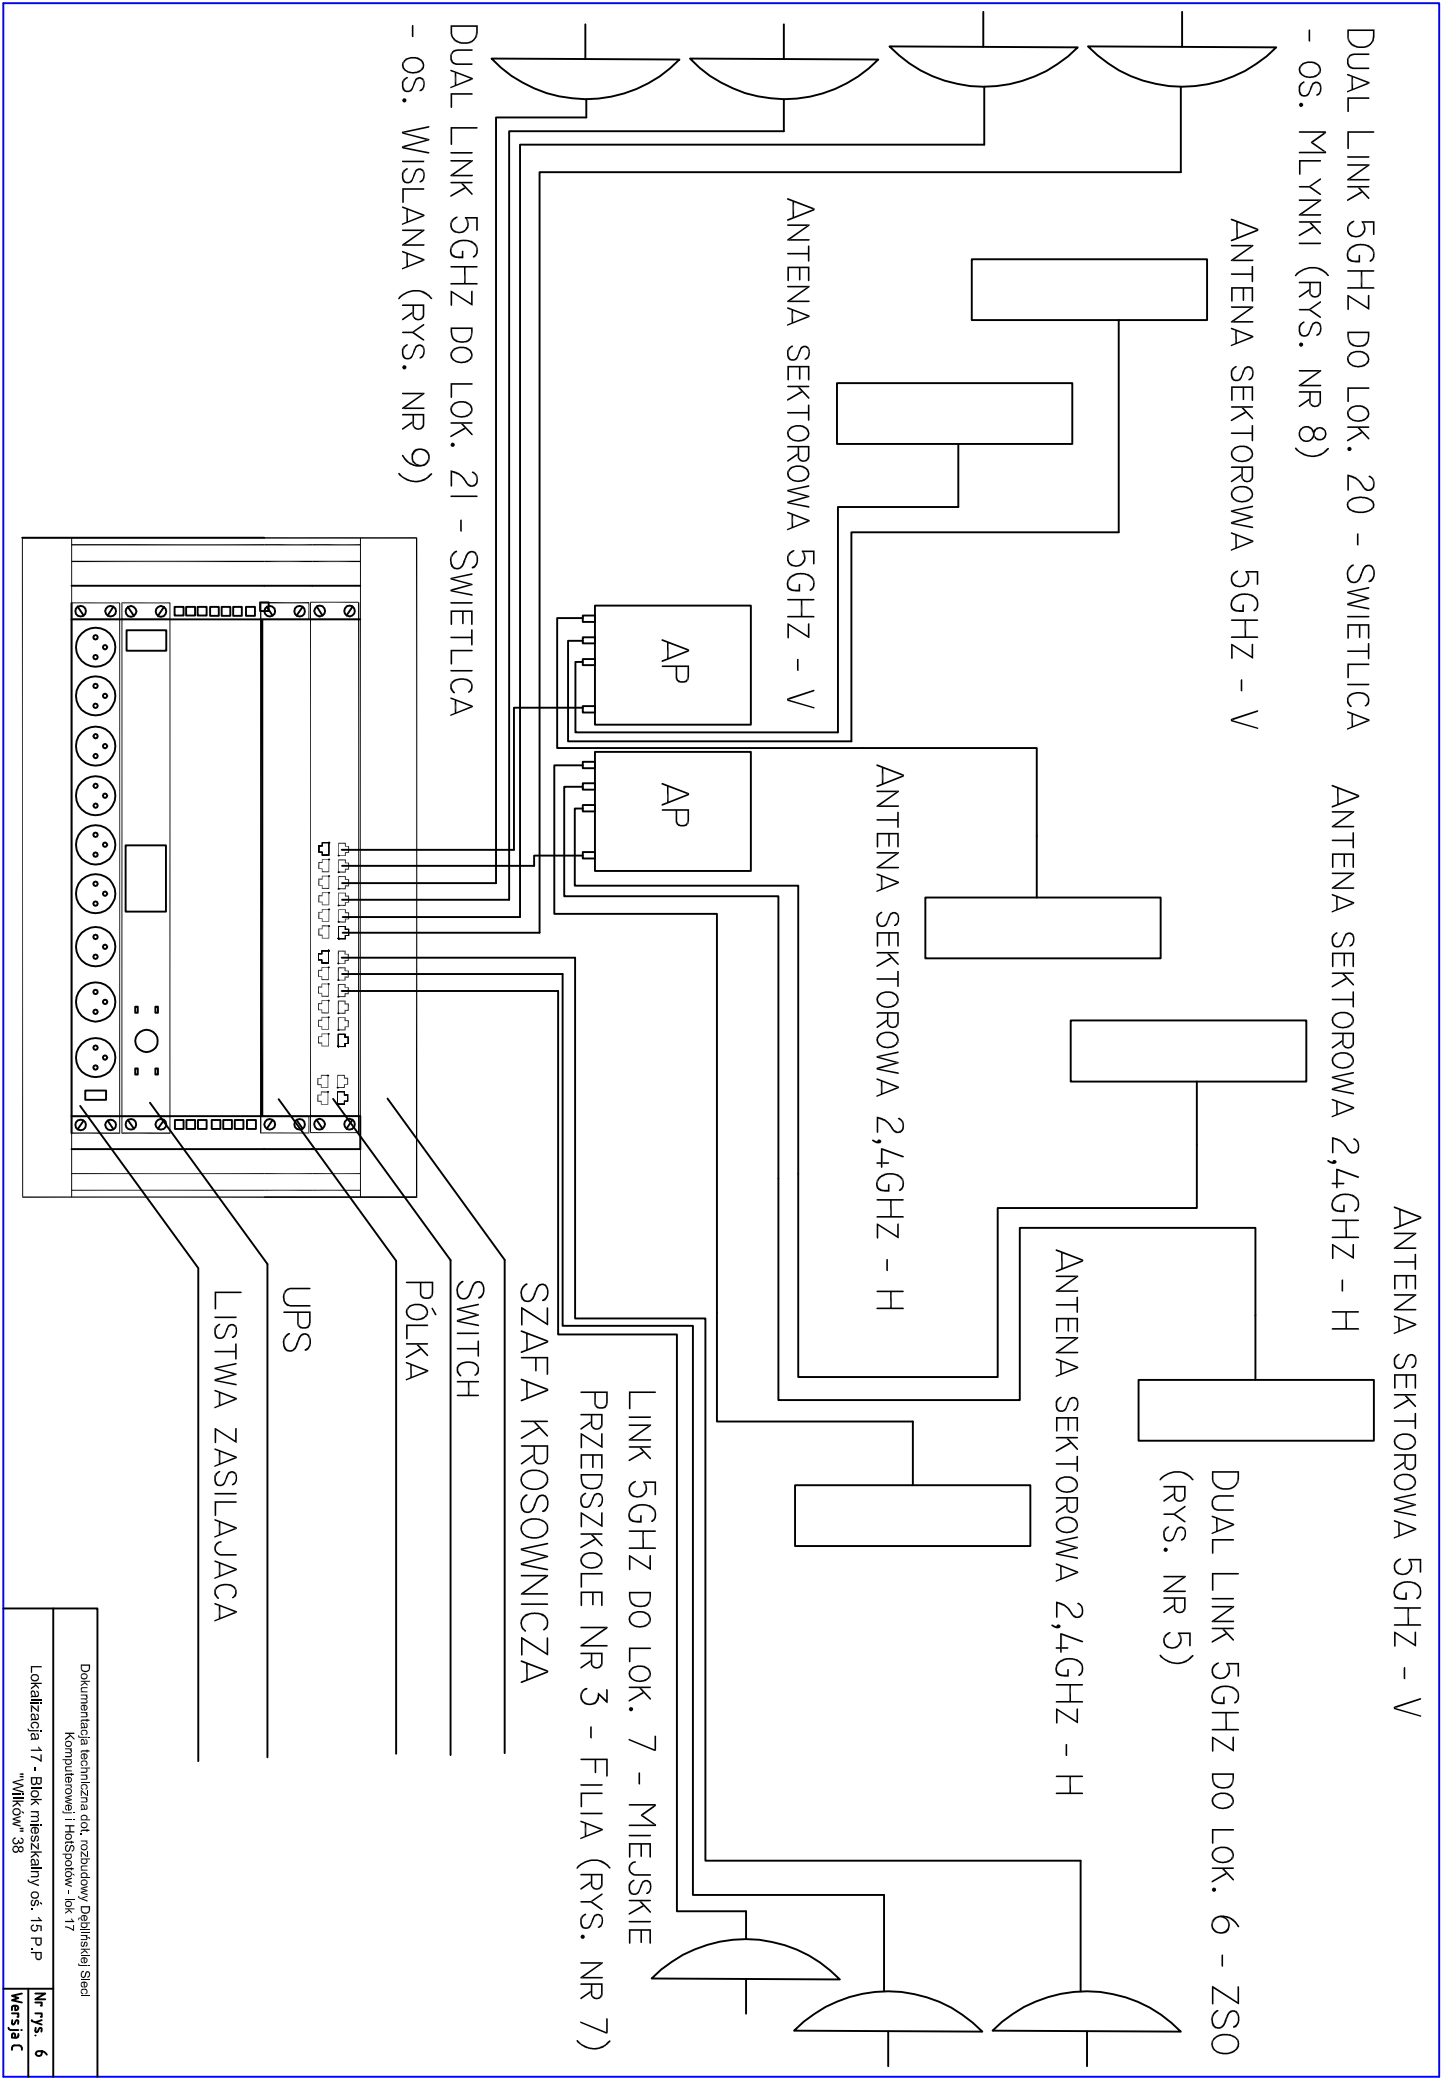 DUAL LINK 5GHZ DO LOK. 20 - SWIETLICA
- OS. MLYNKI (RYS. NR 8)
ANTENA SEKTOROWA 5GHZ - V
ANTENA SEKTOROWA 2,4GHZ - H
ANTENA SEKTOROWA 5GHZ - V
DUAL LINK 5GHZ DO LOK. 6 - ZSO
(RYS. NR 5)
ANTENA SEKTOROWA 5GHZ - V
ANTENA SEKTOROWA 2,4GHZ - H
ANTENA SEKTOROWA 2,4GHZ - H
AP
AP
DUAL LINK 5GHZ DO LOK. 21 - SWIETLICA
- OS. WISLANA (RYS. NR 9)
LINK 5GHZ DO LOK. 7 - MIEJSKIE
PRZEDSZKOLE NR 3 - FILIA (RYS. NR 7)
SZAFA KROSOWNICZA
SWITCH
PÓLKA
UPS
LISTWA ZASILAJACA
Dokumentacja techniczna dot. rozbudowy Dęblińskiej Sieci
Komputerowej i HotSpotów - lok 17
Lokalizacja 17 - Blok mieszkalny oś. 15 P.P
"Wilków" 38
Nr rys. 6
Wersja C